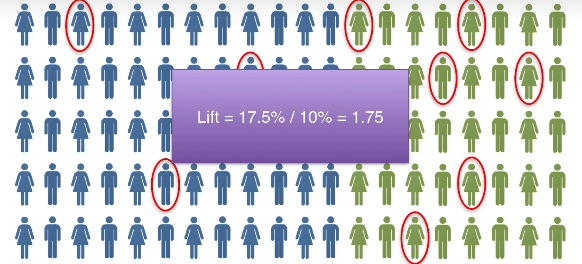 Lift = 17.5% / 10% = 1.75